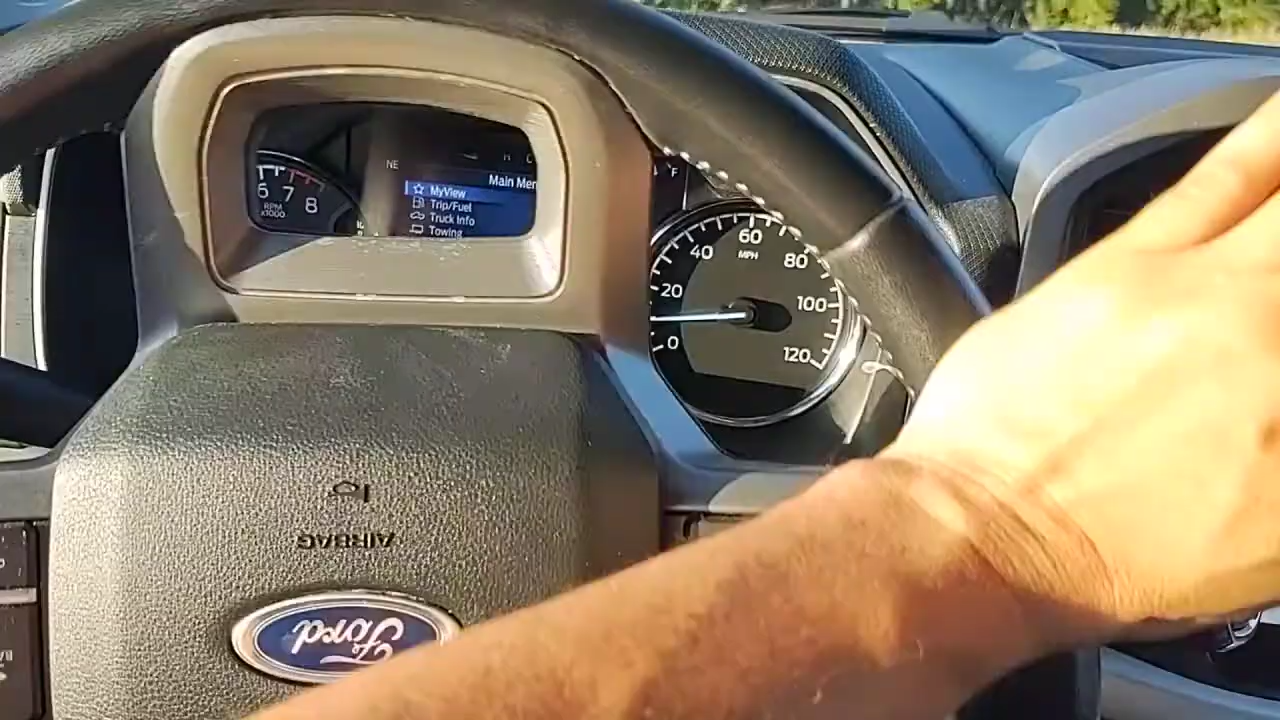 NE
Main Men
MyView
Trip/Fuel
Truck Info
Towing
6 7 8
RPM
x1000
F
0 20 40 60 80 100 120
MPH
AIRBAG
Ford